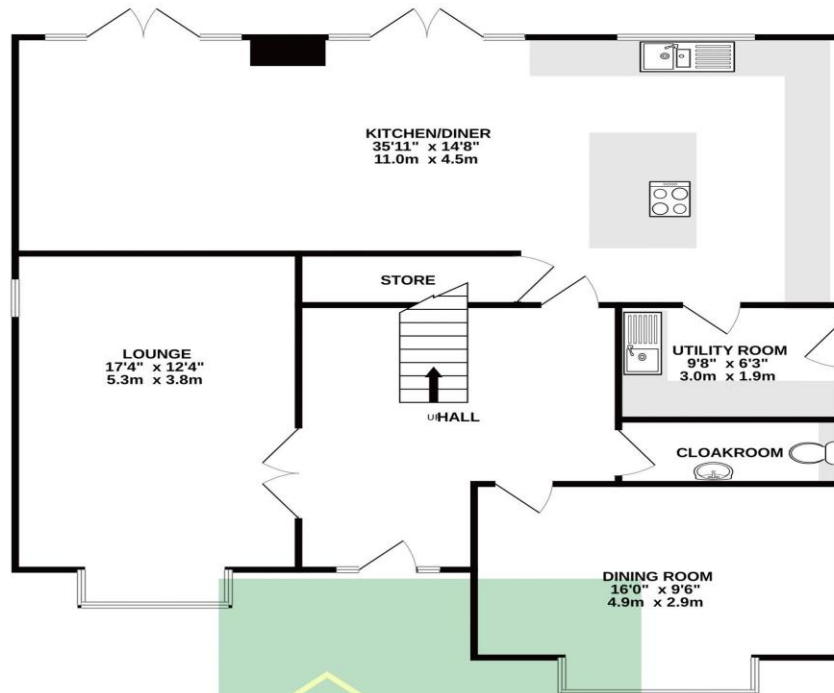 KITCHEN/DINER
35'11" x 14'8"
11.0m x 4.5m
STORE
LOUNGE
17'4" x 12'4"
5.3m x 3.8m
UTILITY ROOM
9'8" x 6'3"
3.0m x 1.9m
UP
HALL
CLOAKROOM
DINING ROOM
16'0" x 9'6"
4.9m x 2.9m